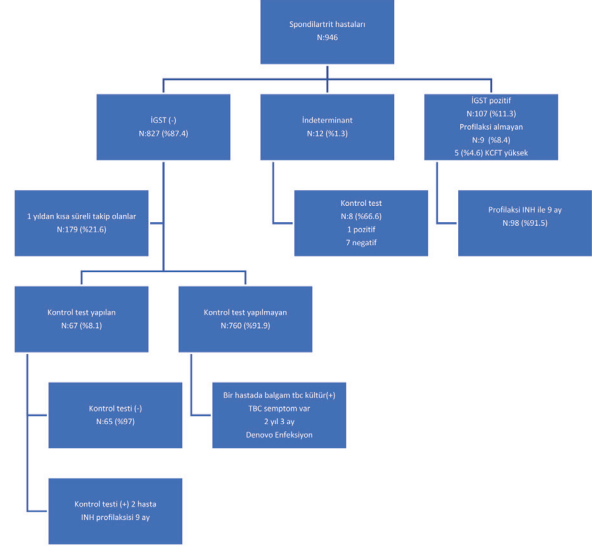 Spondilartrit hastaları
N:946
İGST (-)
N:827 (%87.4)
İndeterminant
N:12 (%1.3)
İGST pozitif
N:107 (%11.3)
Profilaksi almayan
N:9 (%8.4)
5 (%4.6) KCFT yüksek
1 yıldan kısa süreli takip olanlar
N:179 (%21.6)
Kontrol test
N:8 (%66.6)
1 pozitif
7 negatif
Profilaksi INH ile 9 ay
N:98 (%91.5)
Kontrol test yapılan
N:67 (%8.1)
Kontrol test yapılmayan
N:760 (%91.9)
Kontrol testi (-)
N:65 (%97)
Bir hastada balgam tbc kültür(+)
TBC semptom var
2 yıl 3 ay
Denovo Enfeksiyon
Kontrol testi (+) 2 hasta
INH profilaksisi 9 ay